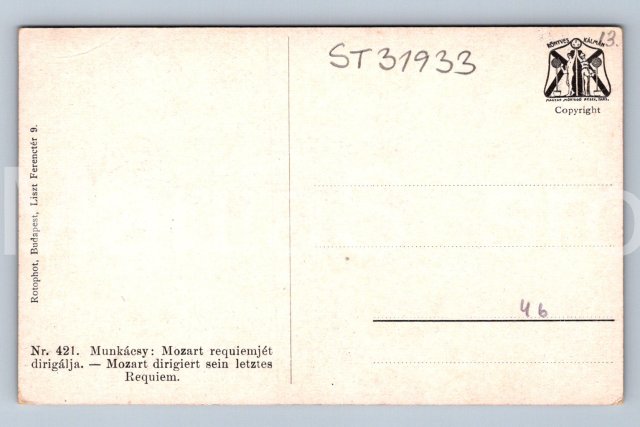 ST31933
13.
KÖNYVES KÁLMÁN
Copyright
Rotophot, Budapest, Liszt Ferenctér 9.
46
Nr. 421. Munkácsy: Mozart requiemjét
dirigálja. — Mozart dirigiert sein letztes
Requiem.